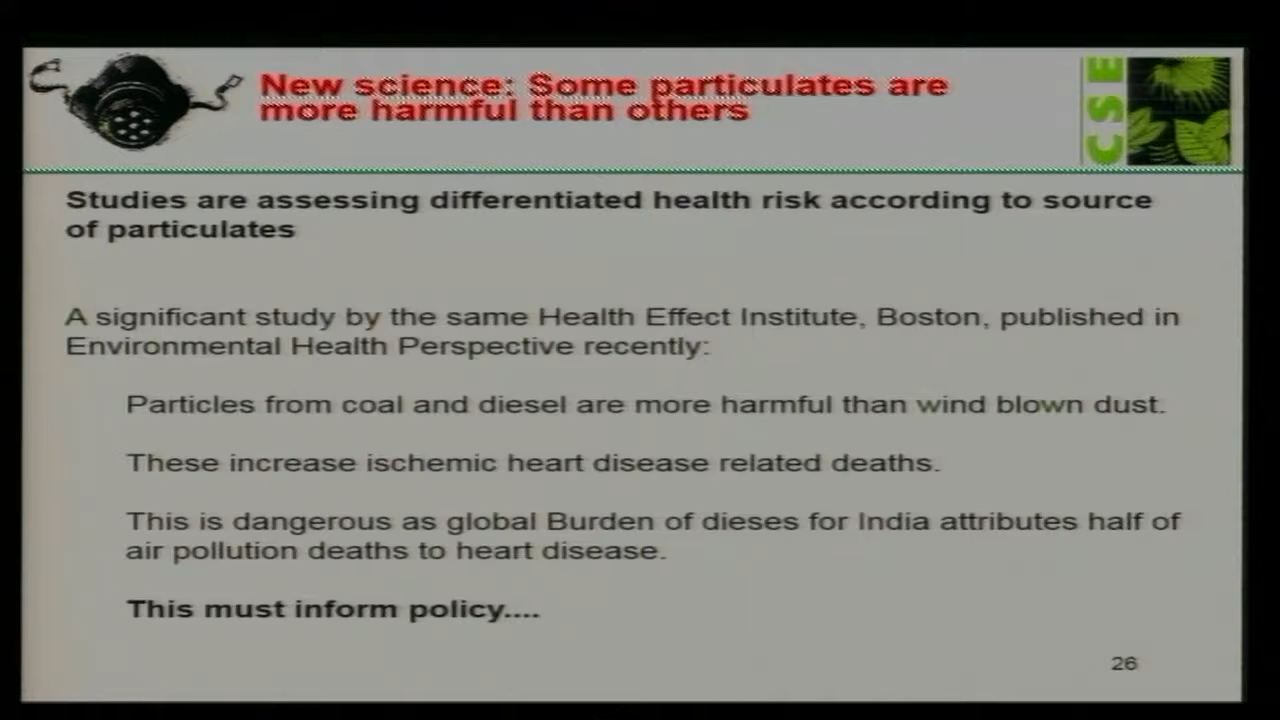 New science: Some particulates are
more harmful than others
CSE
Studies are assessing differentiated health risk according to source
of particulates
A significant study by the same Health Effect Institute, Boston, published in
Environmental Health Perspective recently:
Particles from coal and diesel are more harmful than wind blown dust.
These increase ischemic heart disease related deaths.
This is dangerous as global Burden of dieses for India attributes half of
air pollution deaths to heart disease.
This must inform policy....
26